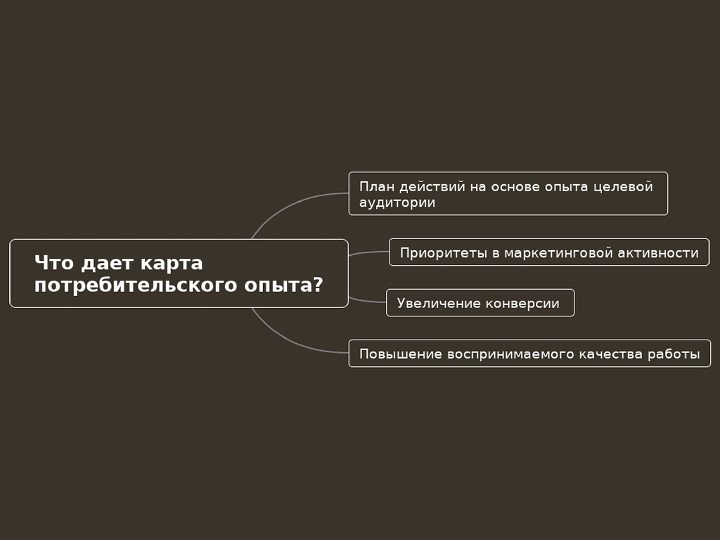 Что дает карта
потребительского опыта?
План действий на основе опыта целевой
аудитории
Приоритеты в маркетинговой активности
Увеличение конверсии
Повышение воспринимаемого качества работы